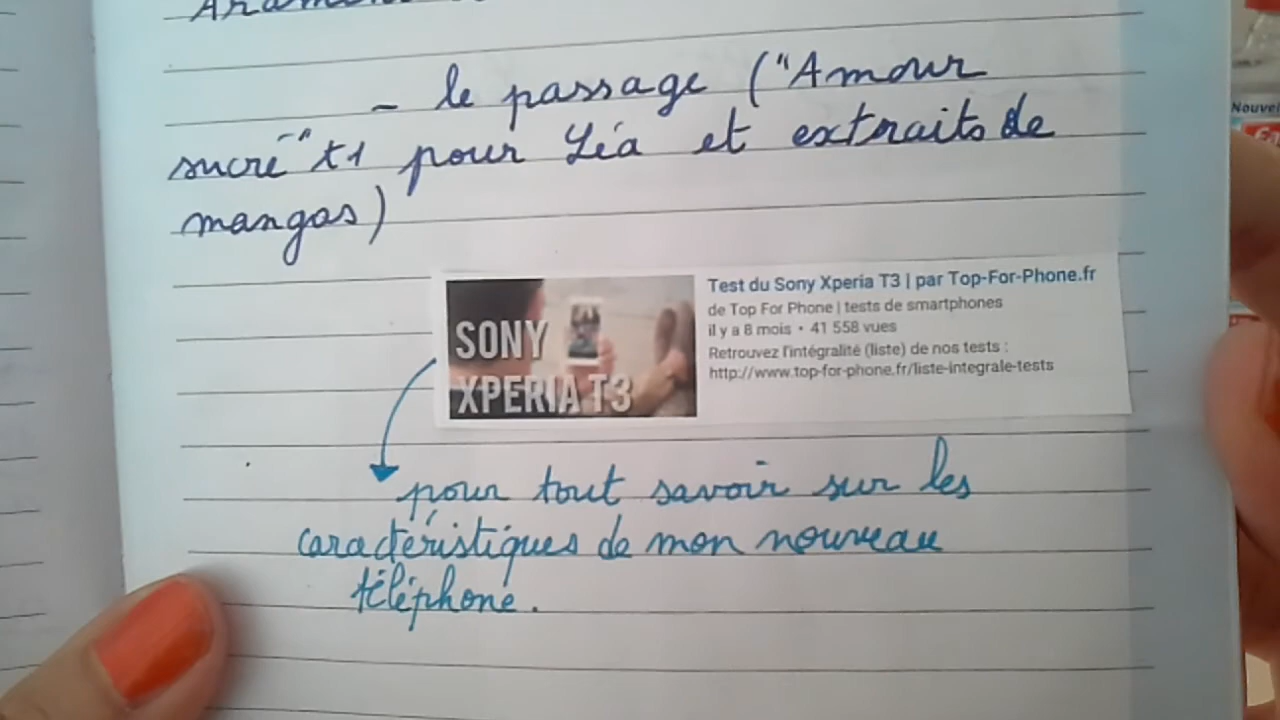 - le passage ("Amour
sucré" t1 pour Léa et extraits de
mangas)
SONY
XPERIA T3
Test du Sony Xperia T3 | par Top-For-Phone.fr
de Top For Phone | tests de smartphones
il y a 8 mois • 41 558 vues
Retrouvez l'intégralité (liste) de nos tests :
http://www.top-for-phone.fr/liste-integrale-tests
pour tout savoir sur les
caractéristiques de mon nouveau
téléphone.